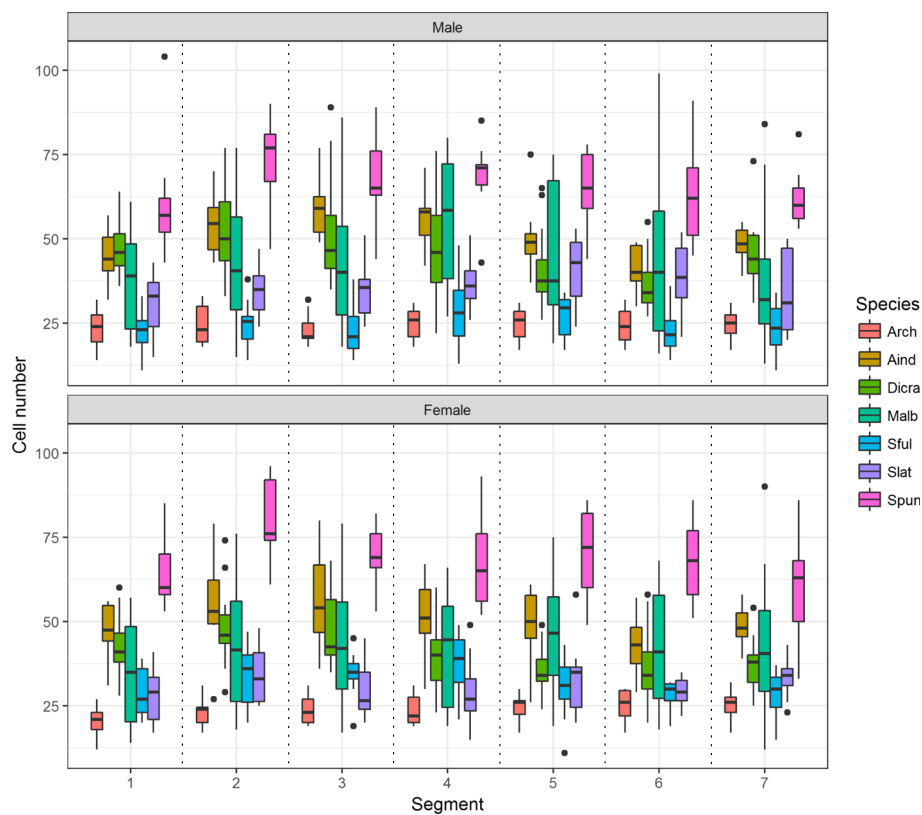 Male
100
75
50
25
Cell number
Female
100
75
50
25
1 2 3 4 5 6 7
Segment
Species
Arch
Aind
Dicra
Malb
Sful
Slat
Spun